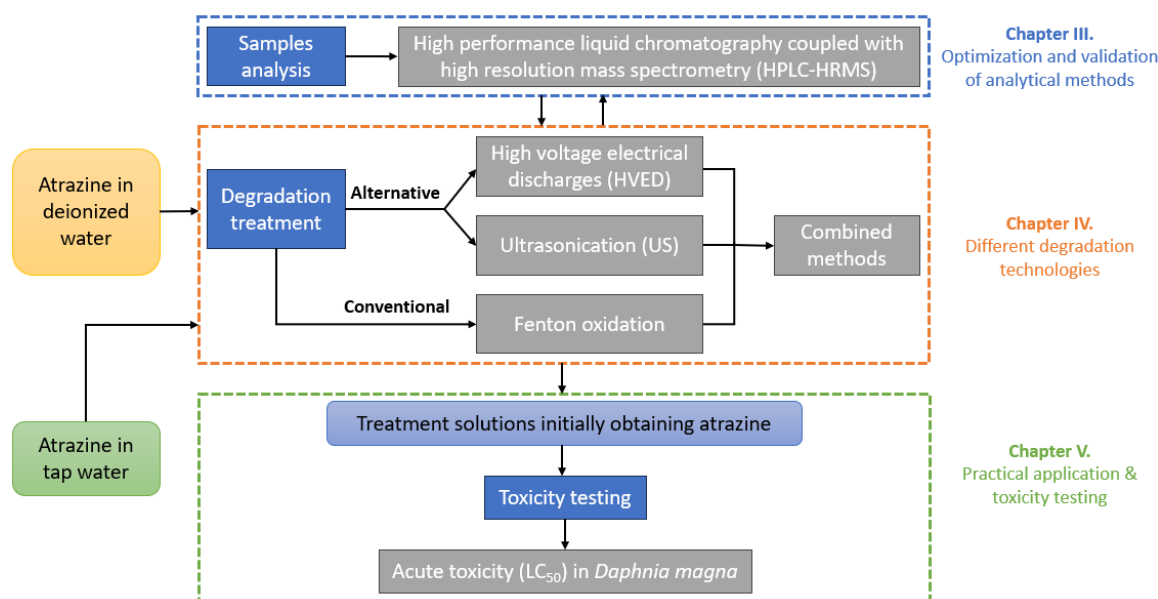 Samples
analysis
High performance liquid chromatography coupled with
high resolution mass spectrometry (HPLC-HRMS)
Chapter III.
Optimization and validation
of analytical methods
Atrazine in
deionized
water
Degradation
treatment
Alternative
High voltage electrical
discharges (HVED)
Ultrasonication (US)
Conventional
Fenton oxidation
Combined
methods
Chapter IV.
Different degradation
technologies
Atrazine in
tap water
Treatment solutions initially obtaining atrazine
Toxicity testing
Acute toxicity (LC₅₀) in Daphnia magna
Chapter V.
Practical application &
toxicity testing